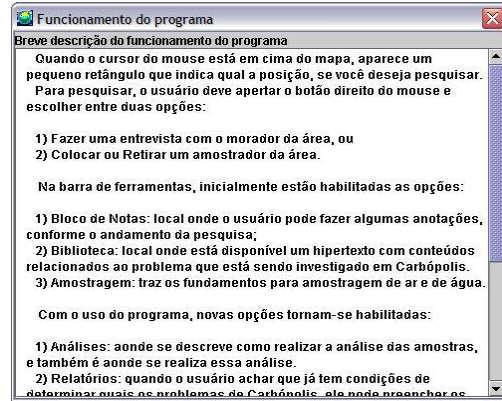 Funcionamento do programa
Breve descrição do funcionamento do programa
Quando o cursor do mouse está em cima do mapa, aparece um
pequeno retângulo que indica qual a posição, se você deseja pesquisar.
Para pesquisar, o usuário deve apertar o botão direito do mouse e
escolher entre duas opções:
1) Fazer uma entrevista com o morador da área, ou
2) Colocar ou Retirar um amostrador da área.
Na barra de ferramentas, inicialmente estão habilitadas as opções:
1) Bloco de Notas: local onde o usuário pode fazer algumas anotações,
conforme o andamento da pesquisa;
2) Biblioteca: local onde está disponível um hipertexto com conteúdos
relacionados ao problema que está sendo investigado em Carbópolis.
3) Amostragem: traz os fundamentos para amostragem de ar e de água.
Com o uso do programa, novas opções tornam-se habilitadas:
1) Análises: aonde se descreve como realizar a análise das amostras,
e também é aonde se realiza essa análise.
2) Relatórios: quando o usuário achar que já tem condições de
determinar quais os problemas de Carbópolis, ele pode preencher os